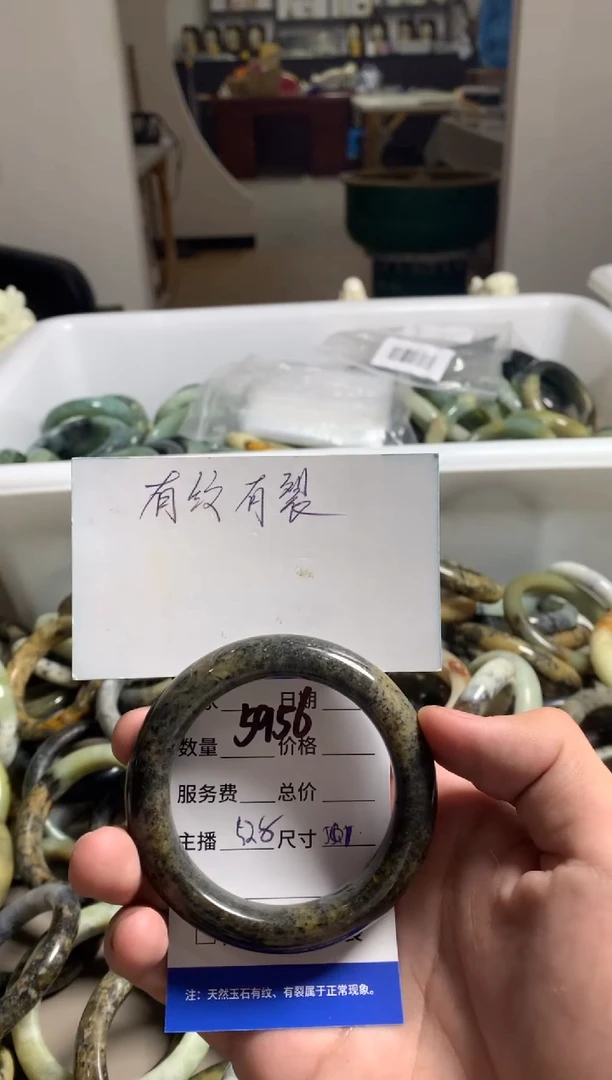 有纹有裂
日期
5956
数量 价格
服务费 总价
主播 528 尺寸
注：天然玉石有纹、有裂属于正常现象。